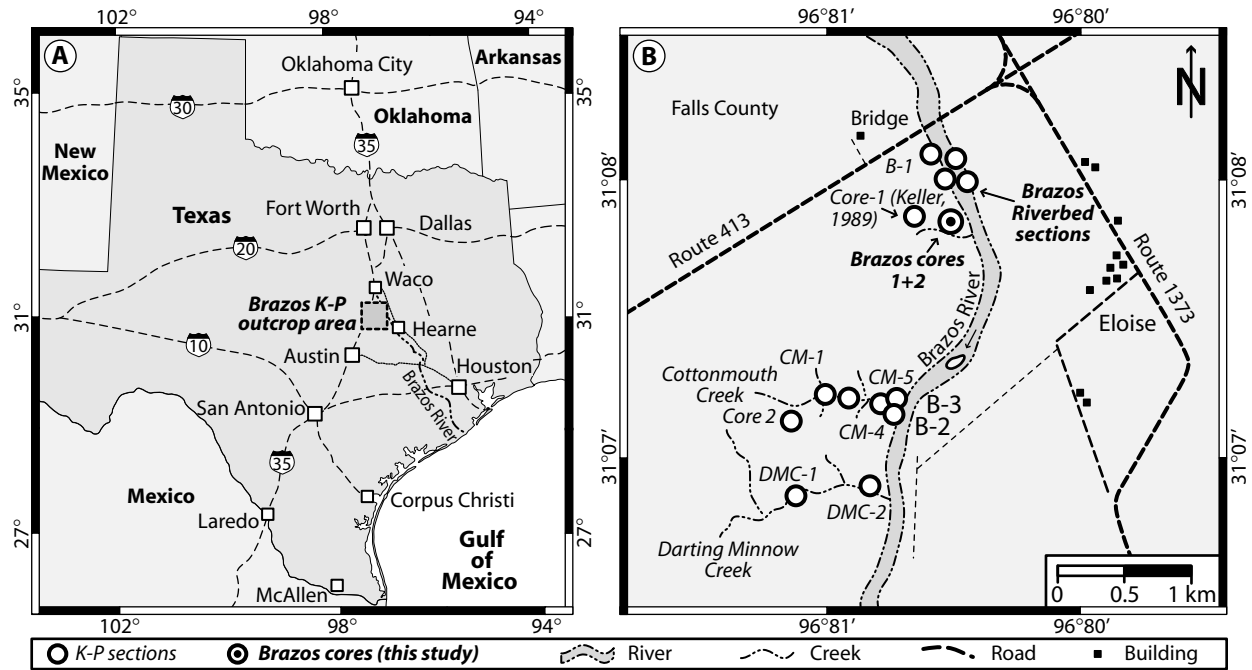 102°
98°
94°
A
Oklahoma City
Arkansas
35°
30
Oklahoma
35
New
Mexico
Texas
Fort Worth
Dallas
20
Waco
Brazos K-P
outcrop area
31°
Hearne
10
Austin
Houston
Brazos River
San Antonio
35
Mexico
Corpus Christi
Laredo
27°
Gulf
of
Mexico
McAllen
102°
98°
94°
35°
31°
27°
96°81
96°80′
B
N
Falls County
Bridge
B-1
31°08′
Core-1 (Keller,
1989)
Brazos
Riverbed
sections
Route 413
Brazos cores
1+2
Route 1373
Brazos River
Eloise
CM-1
Cottonmouth
Creek
CM-5
Core 2
B-3
CM-4
B-2
31°07′
DMC-1
DMC-2
Darting Minnow
Creek
0
0.5
1 km
96°81′
96°80′
31°08′
31°07′
K-P sections
Brazos cores (this study)
River
Creek
Road
Building